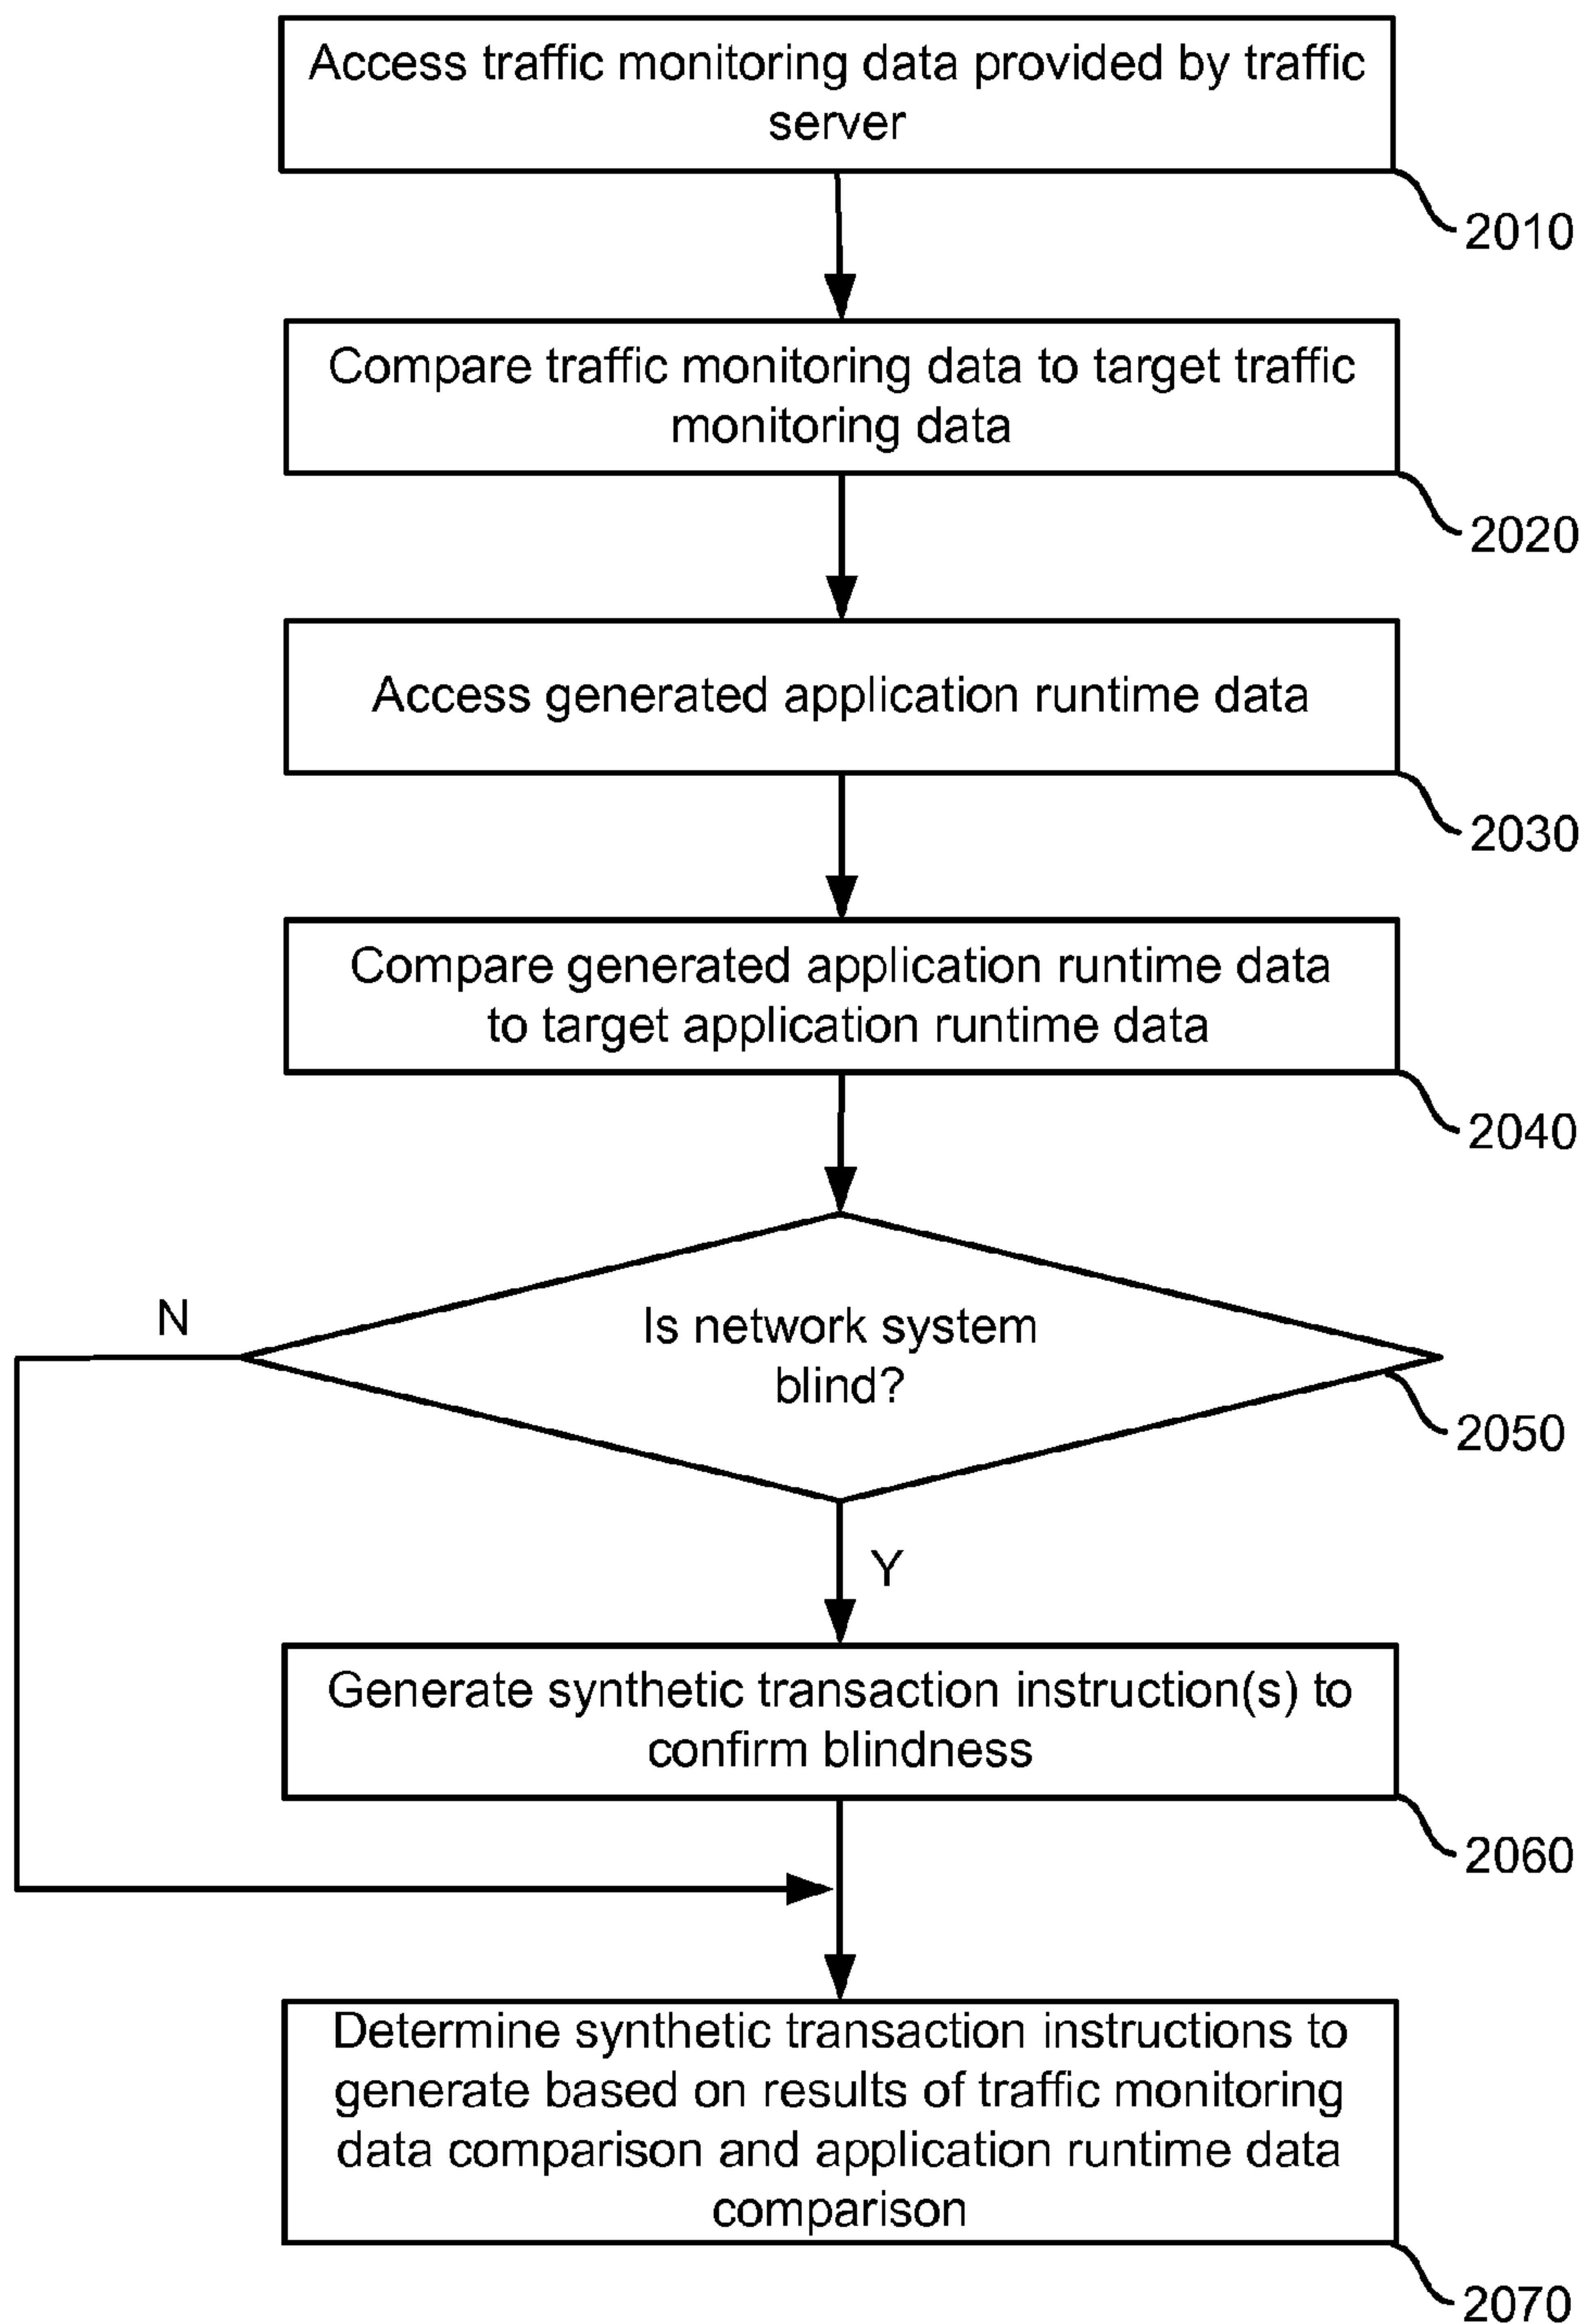 Access traffic monitoring data provided by traffic
server
2010
Compare traffic monitoring data to target traffic
monitoring data
2020
Access generated application runtime data
2030
Compare generated application runtime data
to target application runtime data
2040
N
Is network system
blind?
2050
Y
Generate synthetic transaction instruction(s) to
confirm blindness
2060
Determine synthetic transaction instructions to
generate based on results of traffic monitoring
data comparison and application runtime data
comparison
2070